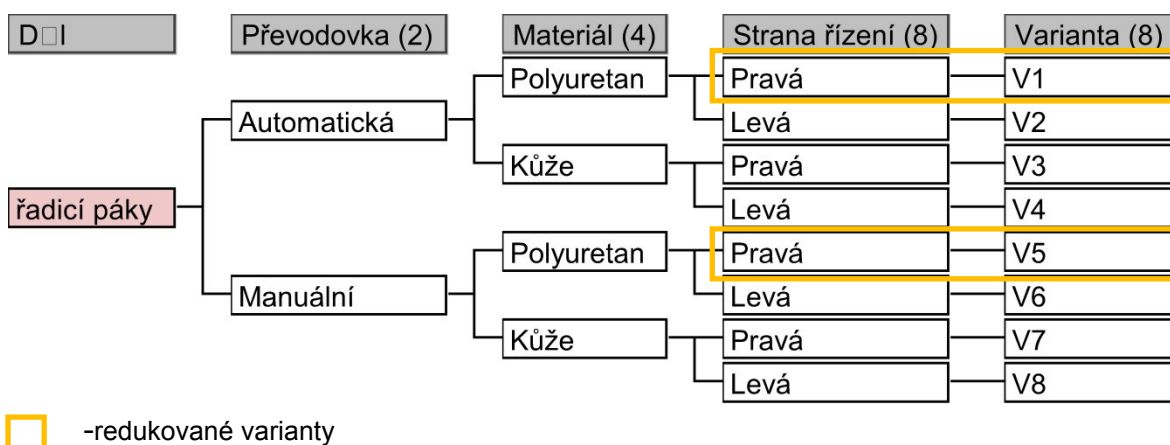 D□l Převodovka (2) Materiál (4) Strana řízení (8) Varianta (8)
Polyuretan Pravá V1
Automatická Levá V2
Kůže Pravá V3
řadicí páky Levá V4
Polyuretan Pravá V5
Manuální Levá V6
Kůže Pravá V7
Levá V8
-redukované varianty